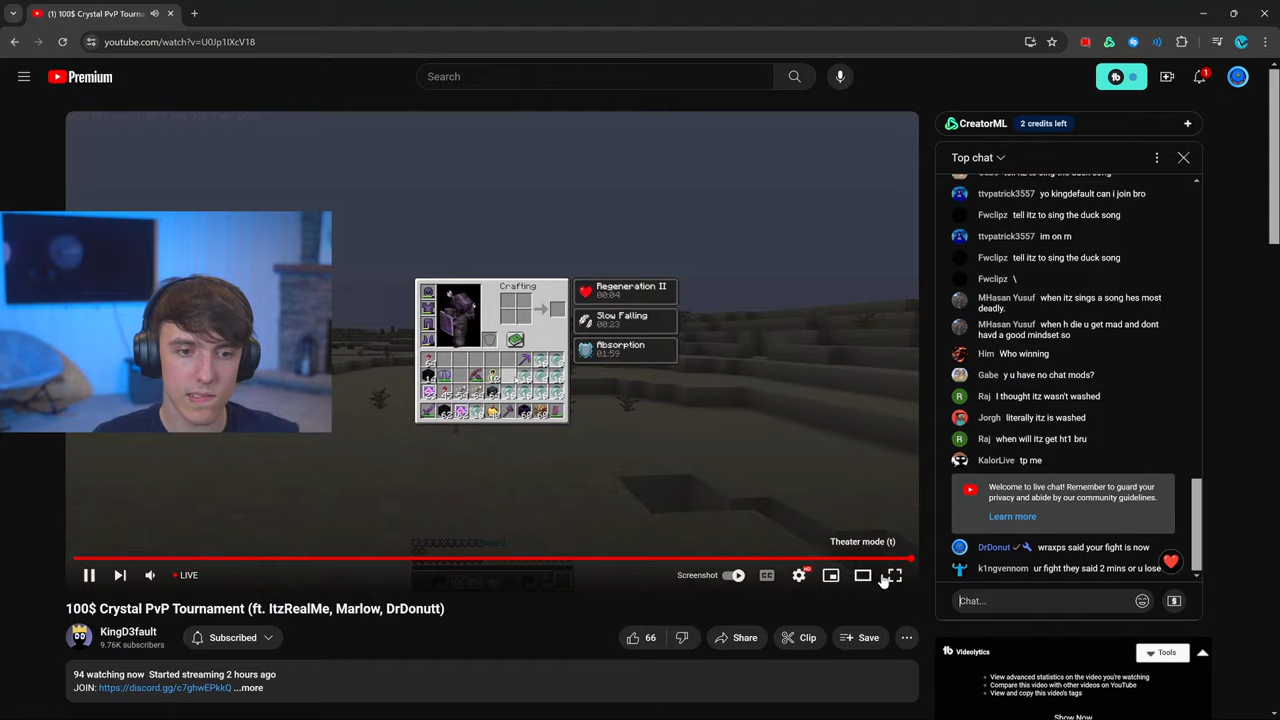 (1) 100$ Crystal PvP Tourna
youtube.com/watch?v=U0Jp1lXcV18
Premium
Search
1
CreatorML
2 credits left
Top chat
ttvpatrick3557 yo kingdefault can i join bro
Fwclipz tell itz to sing the duck song
ttvpatrick3557 im on m
Fwclipz tell itz to sing the duck song
Fwclipz \
MHasan Yusuf when itz sings a song hes most
deadly.
MHasan Yusuf when h die u get mad and dont
havd a good mindset so
Him Who winning
Gabe y u have no chat mods?
Raj I thought itz wasn't washed
Jorgh literally itz is washed
Raj when will itz get ht1 bru
KalorLive tp me
Welcome to live chat! Remember to guard your
privacy and abide by our community guidelines.
Learn more
DrDonut wraxps said your fight is now
k1ngvennom ur fight they said 2 mins or u lose
Chat...
Crafting
Regeneration II
00:04
Slow Falling
00:23
Absorption
01:59
Theater mode (t)
LIVE
Screenshot
CC
HD
100$ Crystal PvP Tournament (ft. ItzRealMe, Marlow, DrDonutt)
KingD3fault
9.76K subscribers
Subscribed
66
Share
Clip
Save
94 watching now Started streaming 2 hours ago
JOIN: https://discord.gg/c7ghwEPkkQ ...more
Videolytics
Tools
View advanced statistics on the video you're watching
Compare this video with other videos on YouTube
View and copy this video's tags
Show Now